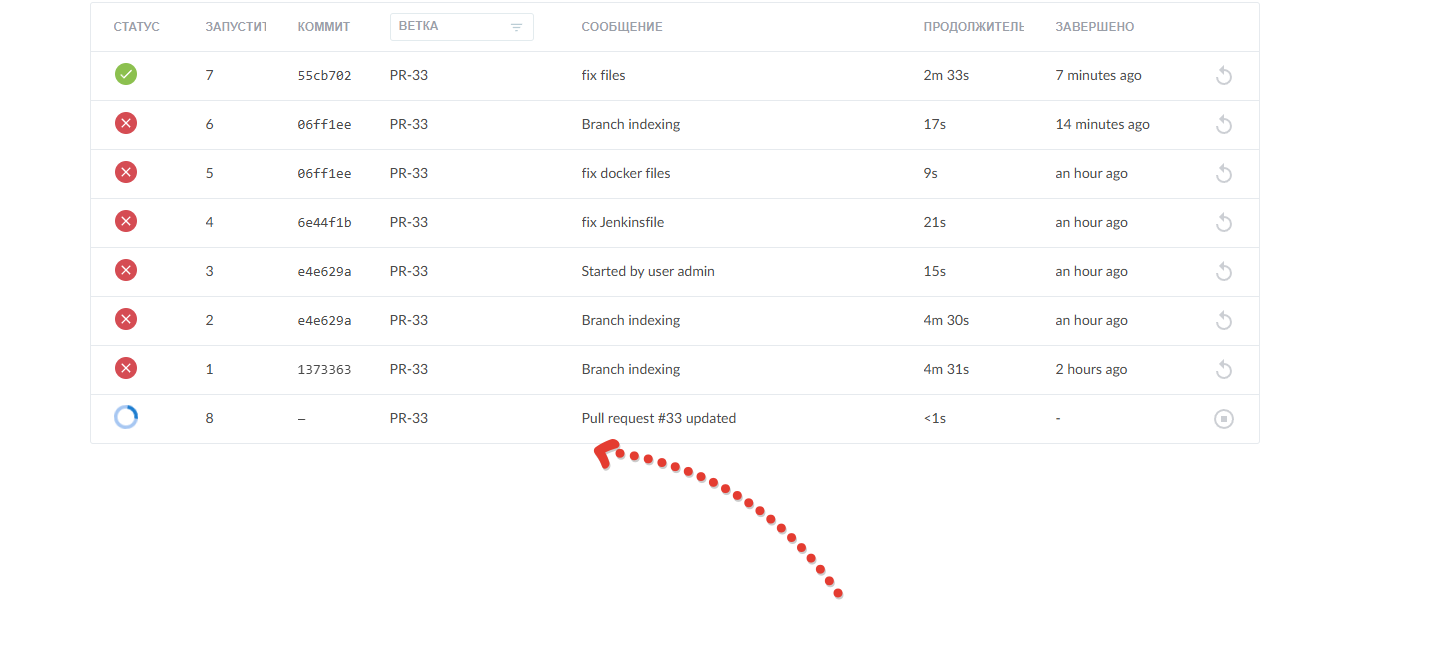 СТАТУС ЗАПУСТИТ КОММИТ ВЕТКА СООБЩЕНИЕ ПРОДОЛЖИТЕЛЬ ЗАВЕРШЕНО
7 55cb702 PR-33 fix files 2m 33s 7 minutes ago
6 06ff1ee PR-33 Branch indexing 17s 14 minutes ago
5 06ff1ee PR-33 fix docker files 9s an hour ago
4 6e44f1b PR-33 fix Jenkinsfile 21s an hour ago
3 e4e629a PR-33 Started by user admin 15s an hour ago
2 e4e629a PR-33 Branch indexing 4m 30s an hour ago
1 1373363 PR-33 Branch indexing 4m 31s 2 hours ago
8 — PR-33 Pull request #33 updated <1s -